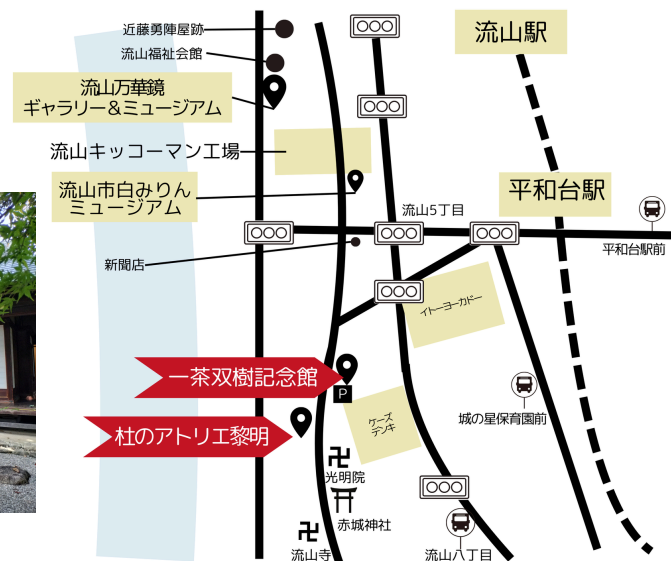 近藤勇陣屋跡
流山福祉会館
流山万華鏡
ギャラリー＆ミュージアム
流山キッコーマン工場
流山市白みりん
ミュージアム
新聞店
流山駅
平和台駅
流山5丁目
平和台駅前
イトーヨーカドー
一茶双樹記念館
P
杜のアトリエ黎明
ケーズ
デンキ
城の星保育園前
光明院
赤城神社
流山寺
流山八丁目